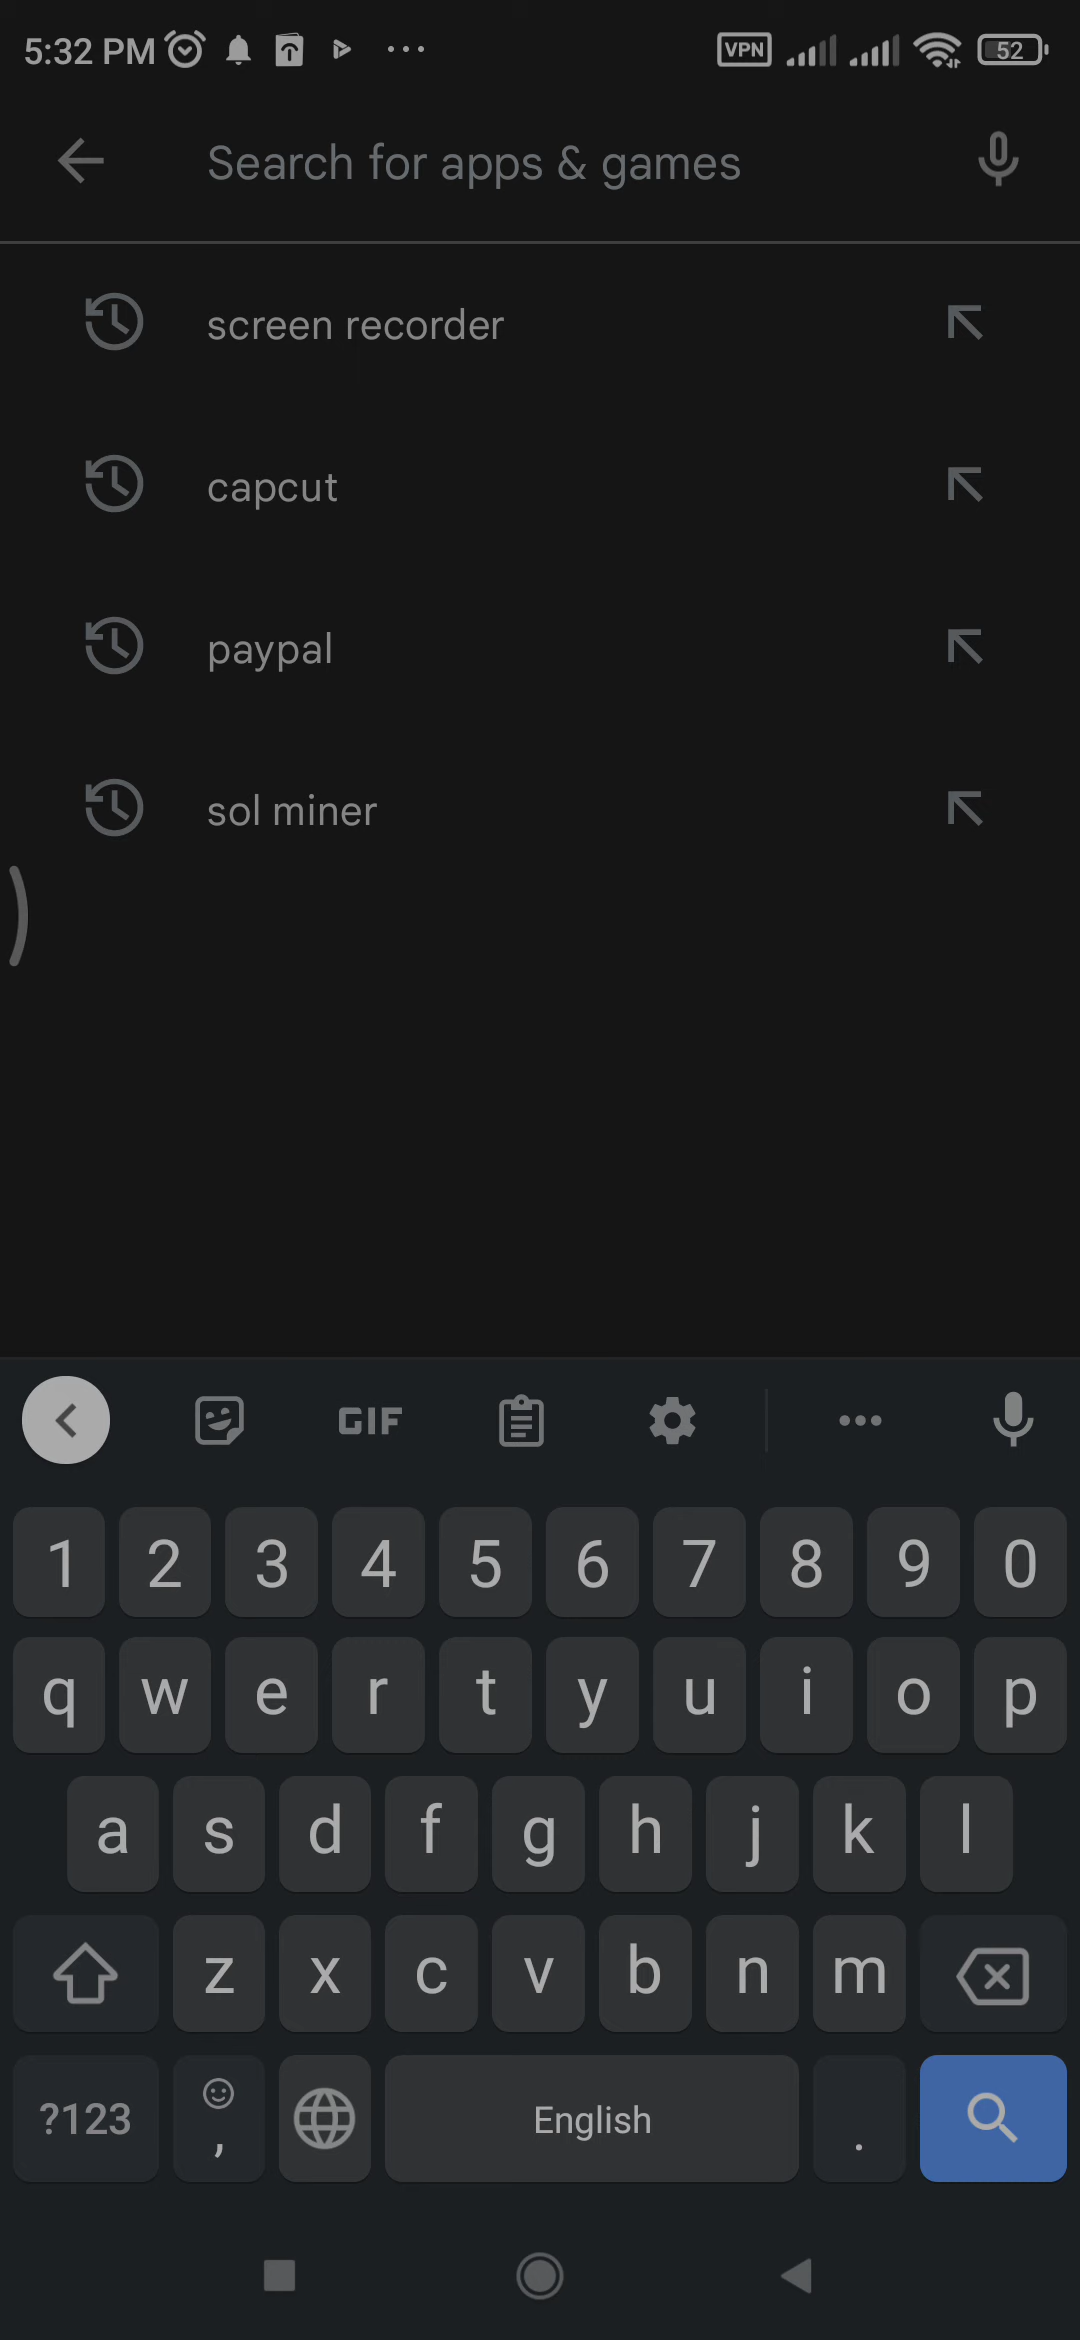 5:32 PM VPN 52
Search for apps & games
screen recorder
capcut
paypal
sol miner
GIF
1 2 3 4 5 6 7 8 9 0
q w e r t y u i o p
a s d f g h j k l
z x c v b n m
?123 , English .